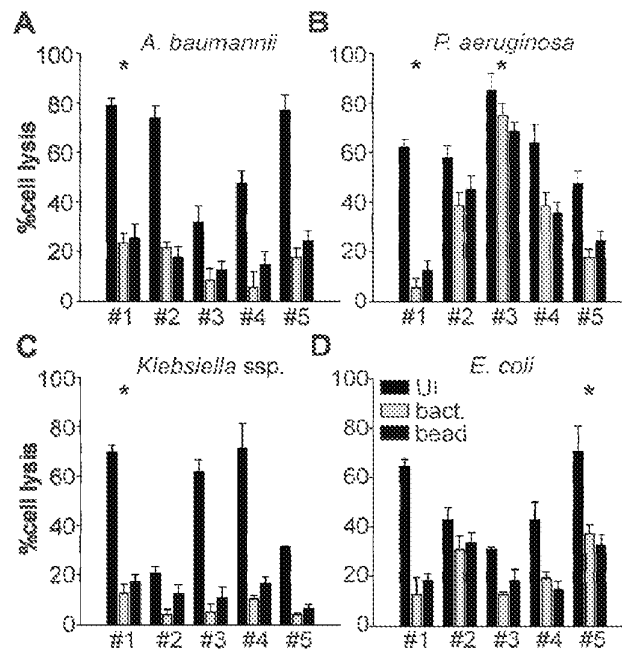 A
A. baumannii
*
%cell lysis
100
80
60
40
20
0
#1 #2 #3 #4 #5
B
P. aeruginosa
* *
100
80
60
40
20
0
#1 #2 #3 #4 #5
C
Klebsiella ssp.
*
%cell lysis
100
80
60
40
20
0
#1 #2 #3 #4 #5
D
E. coli
UI
bact.
bead
*
100
80
60
40
20
0
#1 #2 #3 #4 #5